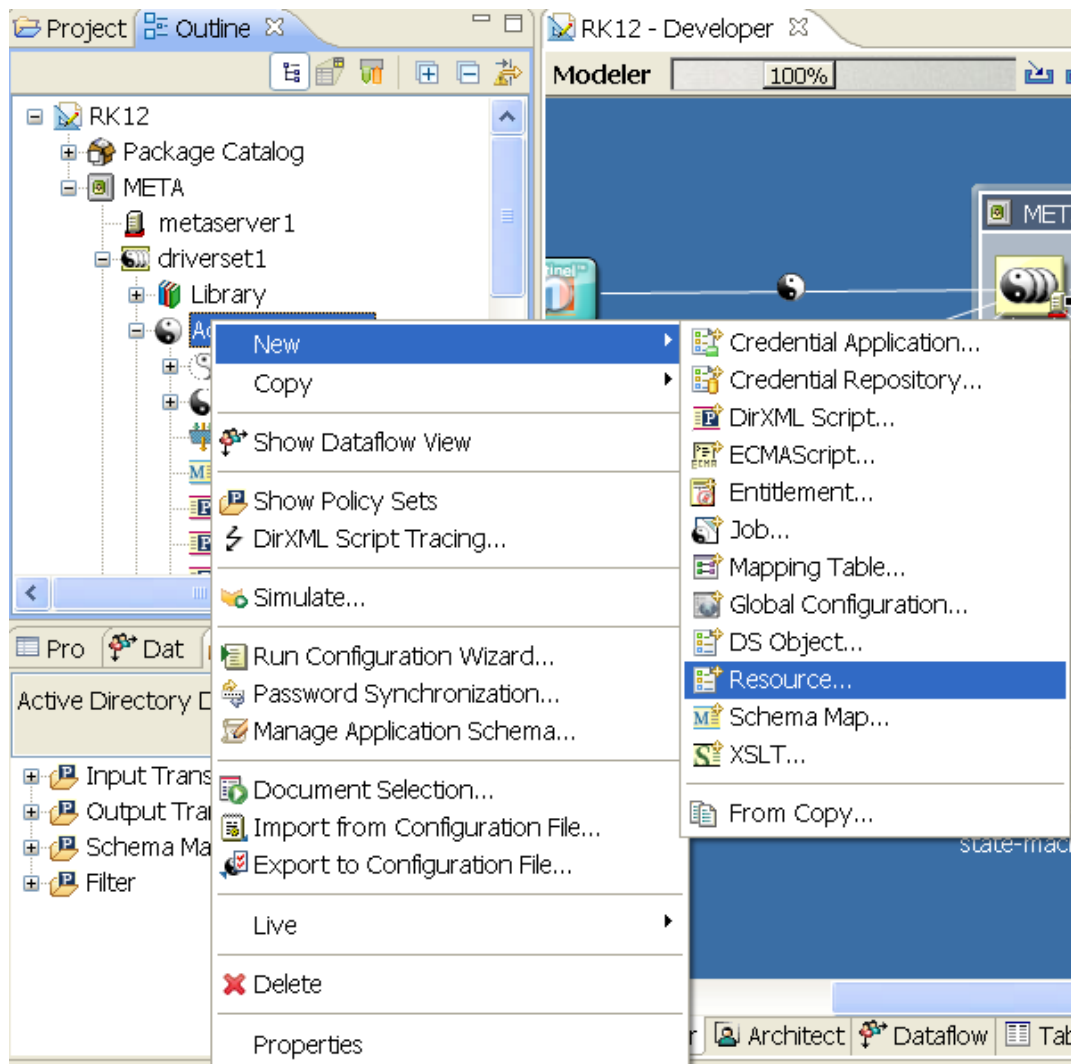 Project Outline RK12 - Developer
Modeler 100%
RK12
Package Catalog
META
metaserver1
driverset1
Library
MET
New
Copy
Show Dataflow View
Show Policy Sets
DirXML Script Tracing...
Simulate...
Run Configuration Wizard...
Password Synchronization...
Manage Application Schema...
Document Selection...
Import from Configuration File...
Export to Configuration File...
Live
Delete
Properties
Credential Application...
Credential Repository...
DirXML Script...
ECMAScript...
Entitlement...
Job...
Mapping Table...
Global Configuration...
DS Object...
Resource...
Schema Map...
XSLT...
From Copy...
Pro Dat
Active Directory D
Input Trans
Output Tra
Schema Ma
Filter
state-mac
r Architect Dataflow Tab